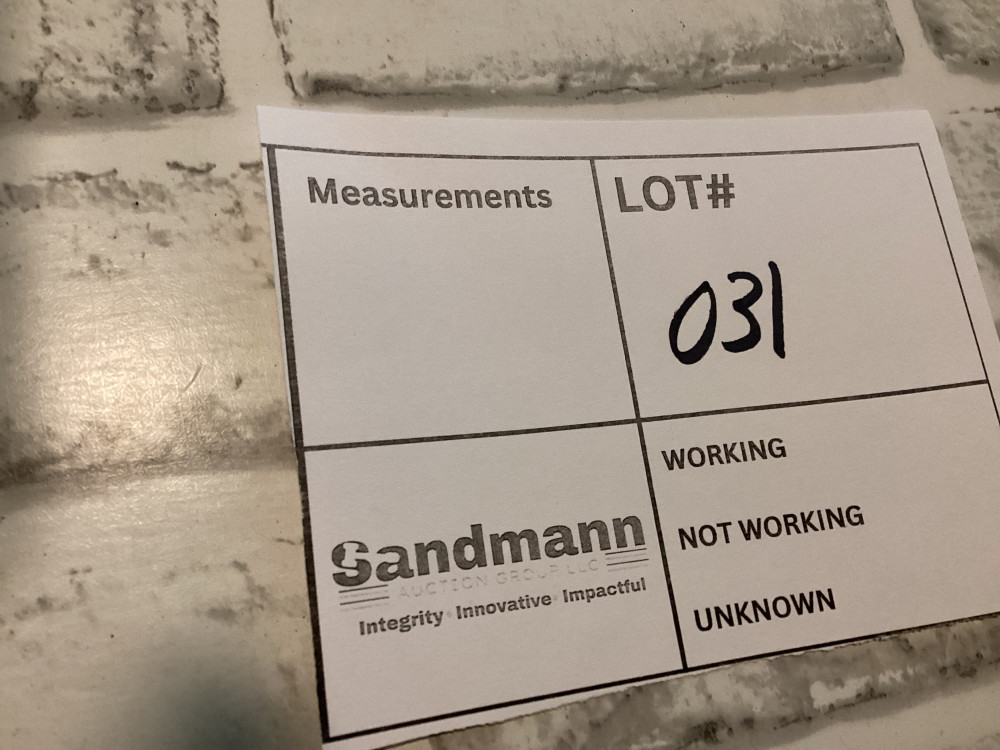 Measurements
LOT#
031
WORKING
NOT WORKING
UNKNOWN
Sandmann
AUCTION GROUP LLC
Integrity · Innovative · Impactful